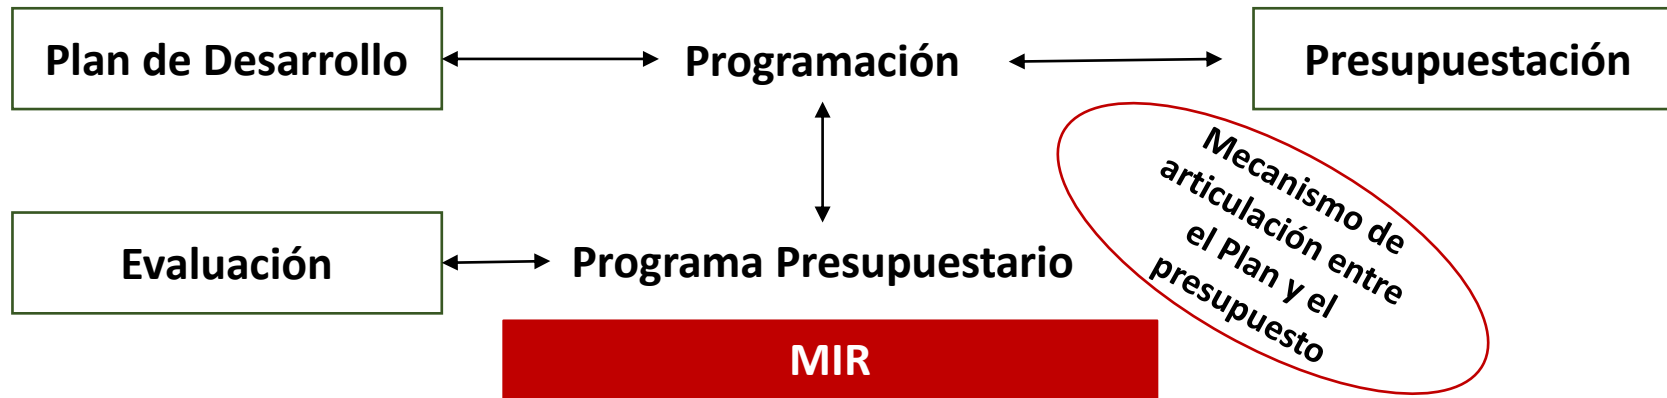 Plan de Desarrollo
Programación
Presupuestación
Mecanismo de
articulación entre
el Plan y el
presupuesto
Evaluación
Programa Presupuestario
MIR